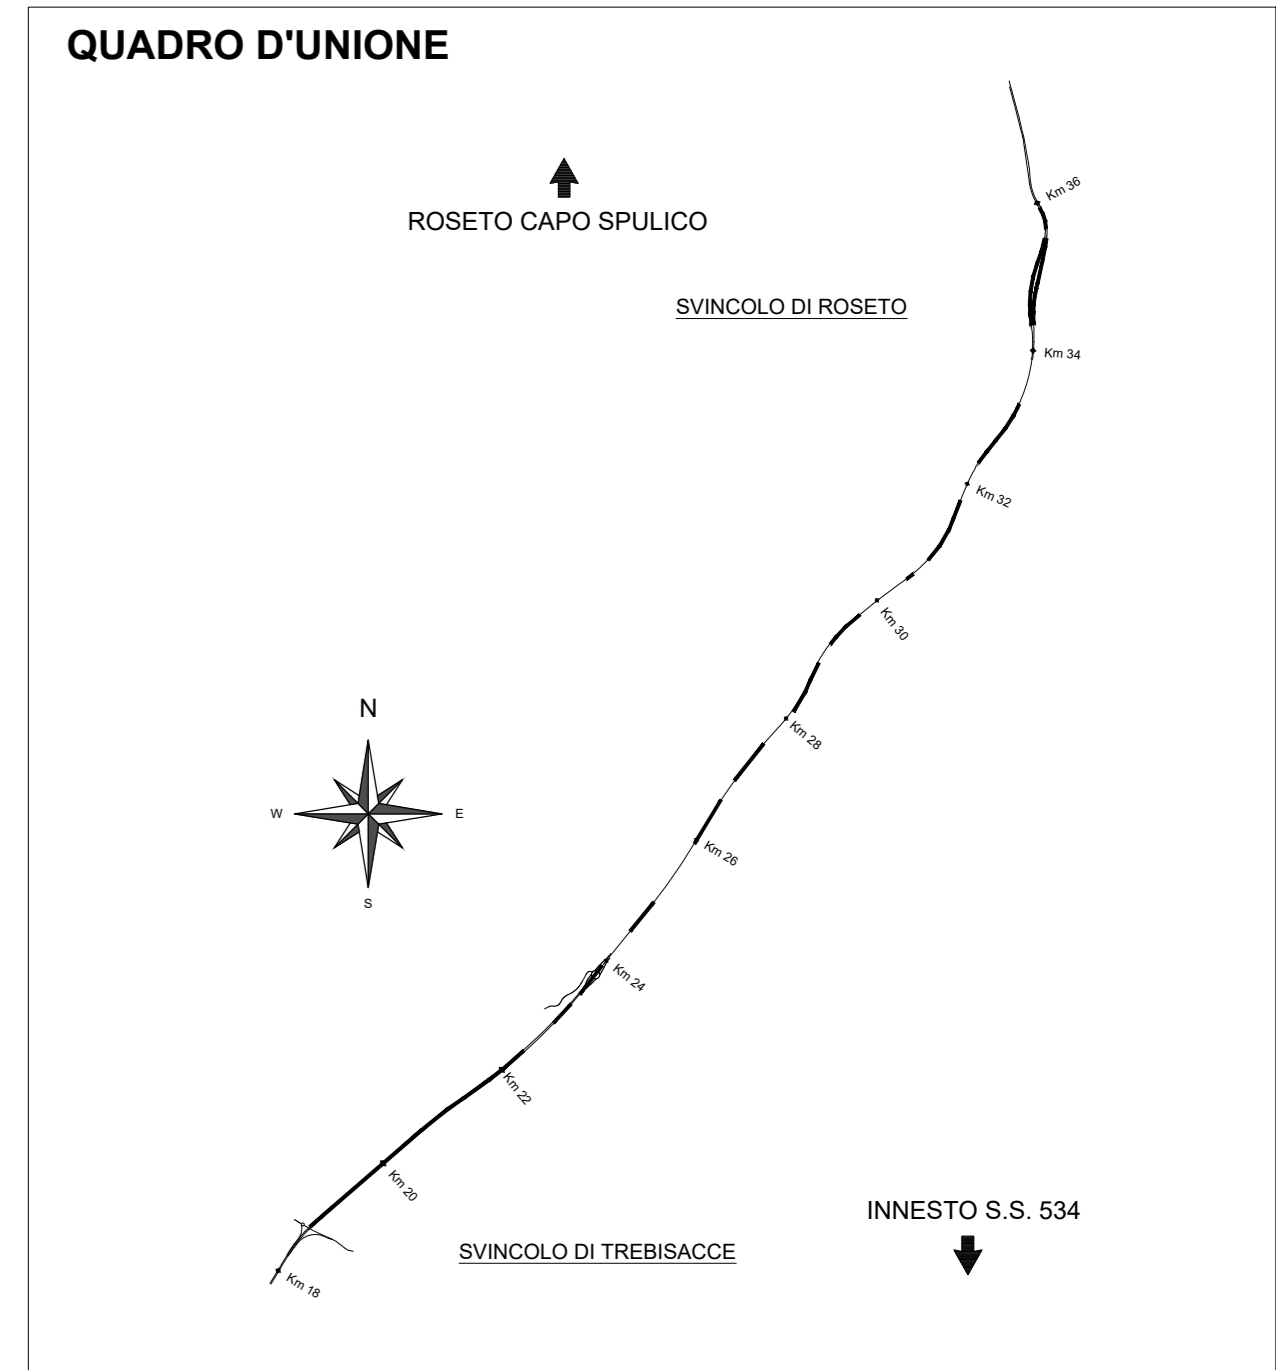 QUADRO D'UNIONE
Km 36
ROSETO CAPO SPULICO
SVINCOLO DI ROSETO
Km 34
Km 32
Km 30
N
Km 28
W
E
Km 26
S
Km 24
Km 22
Km 20
INNESTO S.S. 534
SVINCOLO DI TREBISACCE
Km 18